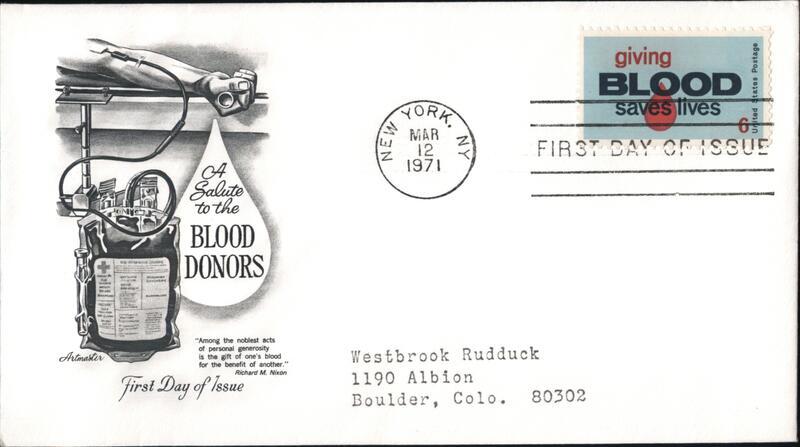 giving
BLOOD
saves lives
6
United States Postage
NEW YORK, NY
MAR
12
1971
FIRST DAY OF ISSUE
A
Salute
to the
BLOOD
DONORS
"Among the noblest acts
of personal generosity
is the gift of one's blood
for the benefit of another."
Richard M. Nixon
Artmaster
First Day of Issue
Westbrook Rudduck
1190 Albion
Boulder, Colo. 80302